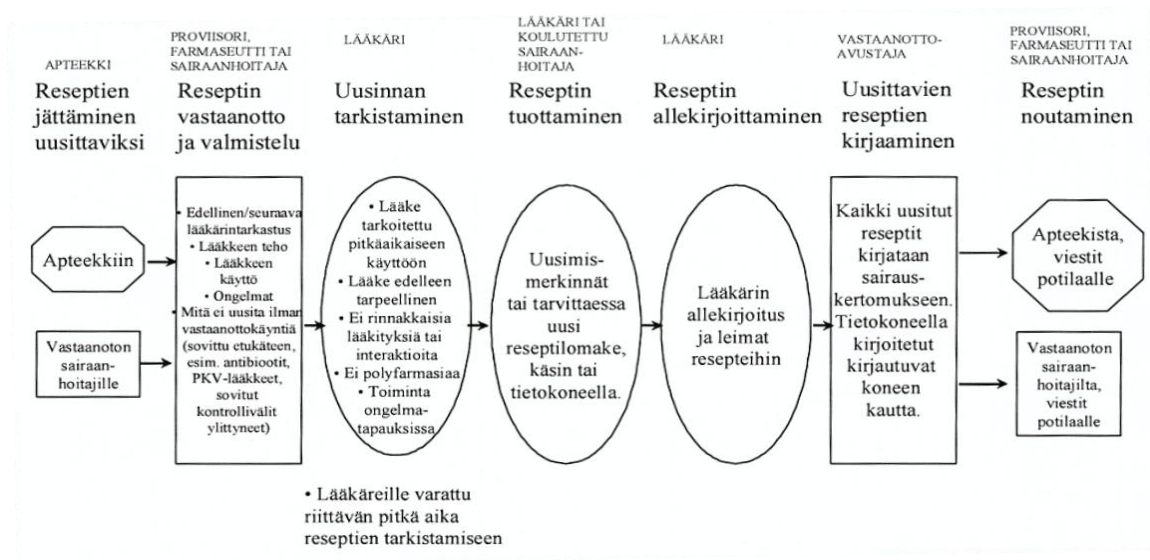 APTEEKKI
Reseptien
jättäminen
uusittaviksi
Apteekkiin
Vastaanoton
sairaan-
hoitajille
PROVIISORI,
FARMASEUTTI TAI
SAIRAANHOITAJA
Reseptin
vastaanotto
ja valmistelu
• Edellinen/seuraava
lääkärintarkastus
• Lääkkeen teho
• Lääkkeen
käyttö
• Ongelmat
• Mitä ei uusita ilman
vastaanottokäyntiä
(sovittu etukäteen,
esim. antibiootit,
PKV-lääkkeet,
sovitut
kontrollivälit
ylittyneet)
LÄÄKÄRI
Uusinnan
tarkistaminen
• Lääke
tarkoitettu
pitkäaikaiseen
käyttöön
• Lääke edelleen
tarpeellinen
• Ei rinnakkaisia
lääkityksiä tai
interaktioita
• Ei polyfarmasiaa
• Toiminta
ongelma-
tapauksissa
• Lääkäreille varattu
riittävän pitkä aika
reseptien tarkistamiseen
LÄÄKÄRI TAI
KOULUTETTU
SAIRAAN-
HOITAJA
Reseptin
tuottaminen
Uusimis-
merkinnät
tai tarvittaessa
uusi
reseptilomake,
käsin tai
tietokoneella.
LÄÄKÄRI
Reseptin
allekirjoittaminen
Lääkärin
allekirjoitus
ja leimat
resepteihin
VASTAANOTTO-
AVUSTAJA
Uusittavien
reseptien
kirjaaminen
Kaikki uusitut
reseptit
kirjataan
sairaus-
kertomukseen.
Tietokoneella
kirjoitetut
kirjautuvat
koneen
kautta.
PROVIISORI,
FARMASEUTTI TAI
SAIRAANHOITAJA
Reseptin
noutaminen
Apteekista,
viestit
potilaalle
Vastaanoton
sairaan-
hoitajilta,
viestit
potilaalle